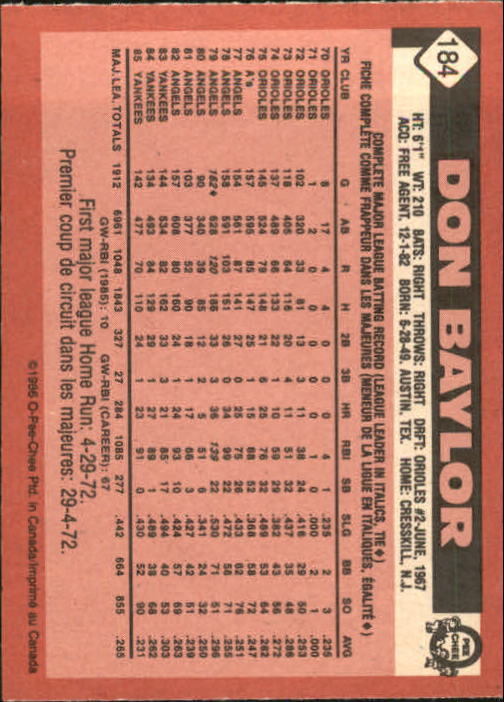 184
DON BAYLOR
O PEE CHEE
HT: 6'1" WT: 210 BATS: RIGHT THROWS: RIGHT DRFT: ORIOLES #2-JUNE, 1967
ACQ: FREE AGENT, 12-1-82 BORN: 6-28-49, AUSTIN, TEX. HOME: CRESSKILL, N.J.
COMPLETE MAJOR LEAGUE BATTING RECORD (LEAGUE LEADER IN ITALICS, TIE ◆)
FICHE COMPLÈTE COMME FRAPPEUR DANS LES MAJEURES (MENEUR DE LA LIGUE EN ITALIQUES, ÉGALITÉ ◆)
YR CLUB G AB R H 2B 3B HR RBI SB SLG BB SO AVG
70 ORIOLES 8 17 4 4 0 0 0 4 1 .235 2 3 .235
71 ORIOLES 1 2 0 0 0 0 0 1 0 .000 2 1 .000
72 ORIOLES 102 320 33 81 13 3 11 38 24 .416 29 50 .253
73 ORIOLES 118 405 64 116 20 4 11 51 32 .437 35 48 .286
74 ORIOLES 137 489 66 133 22 1 10 59 29 .382 43 56 .272
75 ORIOLES 145 524 79 148 21 6 25 76 32 .489 53 64 .282
76 A's 157 595 85 147 25 1 15 68 52 .368 58 72 .247
77 ANGELS 154 561 87 141 27 0 25 75 26 .433 62 76 .251
78 ANGELS 158 591 103 151 26 0 34 99 22 .472 56 71 .255
79 ANGELS 162◆ 628 120 186 33 3 36 139 22 .530 71 51 .296
80 ANGELS 90 340 39 85 12 2 5 51 6 .341 24 32 .250
81 ANGELS 103 377 52 90 18 1 17 66 3 .427 42 51 .239
82 ANGELS 157 608 80 160 24 1 24 93 10 .424 57 69 .263
83 YANKEES 144 534 82 162 33 3 21 85 17 .494 40 53 .303
84 YANKEES 134 493 84 129 29 1 27 89 1 .489 38 68 .262
85 YANKEES 142 477 70 110 24 1 23 91 0 .430 52 90 .231
MAJ. LEA. TOTALS 1912 6961 1048 1843 327 27 284 1085 277 .442 664 855 .265
GW-RBI (1985): 10 GW-RBI (CAREER): 67
First major league Home Run: 4-29-72.
Premier coup de circuit dans les majeures: 29-4-72.
©1986 O-Pee-Chee Ptd. in Canada/Imprimé au Canada